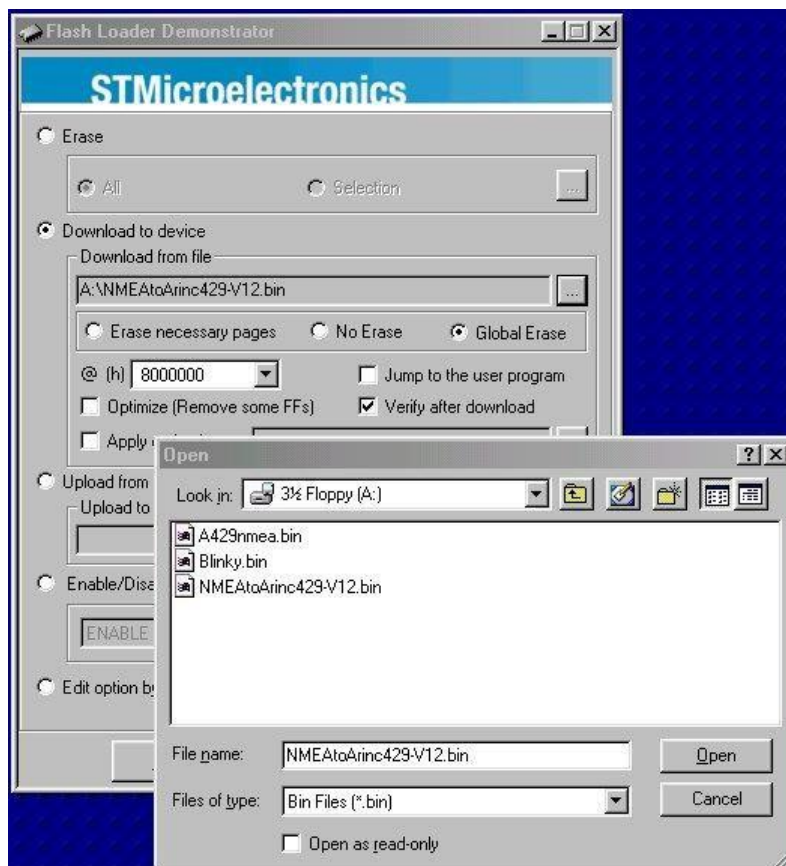 Flash Loader Demonstrator
STMicroelectronics
Erase
All
Selection
...
Download to device
Download from file
A:\NMEAtoArinc429-V12.bin
...
Erase necessary pages
No Erase
Global Erase
@ (h)
8000000
Jump to the user program
Optimize (Remove some FFs)
Verify after download
Apply
Upload from
Upload to
Enable/Disa
ENABLE
Edit option by
Open
Look in:
3½ Floppy (A:)
A429nmea.bin
Blinky.bin
NMEAtoArinc429-V12.bin
File name:
NMEAtoArinc429-V12.bin
Open
Files of type:
Bin Files (*.bin)
Cancel
Open as read-only